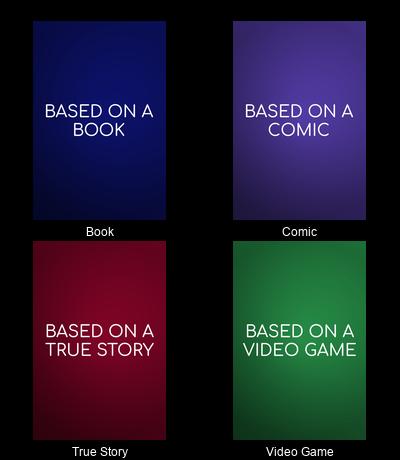 BASED ON A
BOOK
Book
BASED ON A
COMIC
Comic
BASED ON A
TRUE STORY
True Story
BASED ON A
VIDEO GAME
Video Game